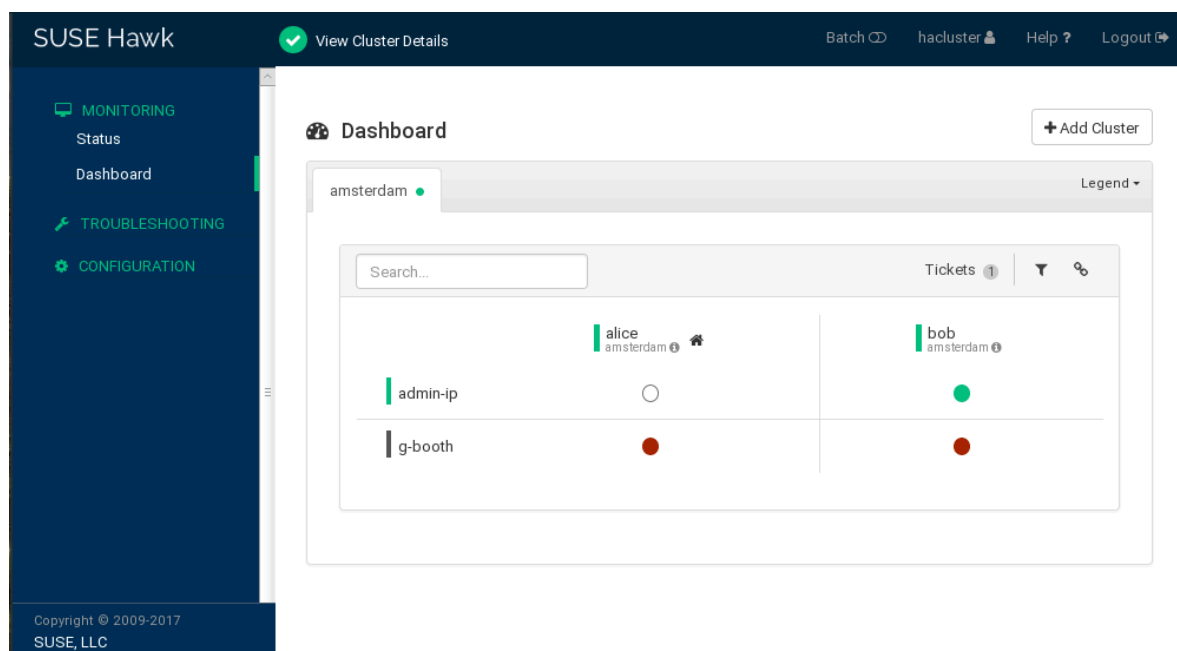 SUSE Hawk
View Cluster Details
Batch
hacluster
Help ?
Logout
MONITORING
Status
Dashboard
TROUBLESHOOTING
CONFIGURATION
Dashboard
+ Add Cluster
amsterdam
Legend
Search...
Tickets 1
alice
amsterdam
bob
amsterdam
admin-ip
g-booth
Copyright © 2009-2017
SUSE, LLC